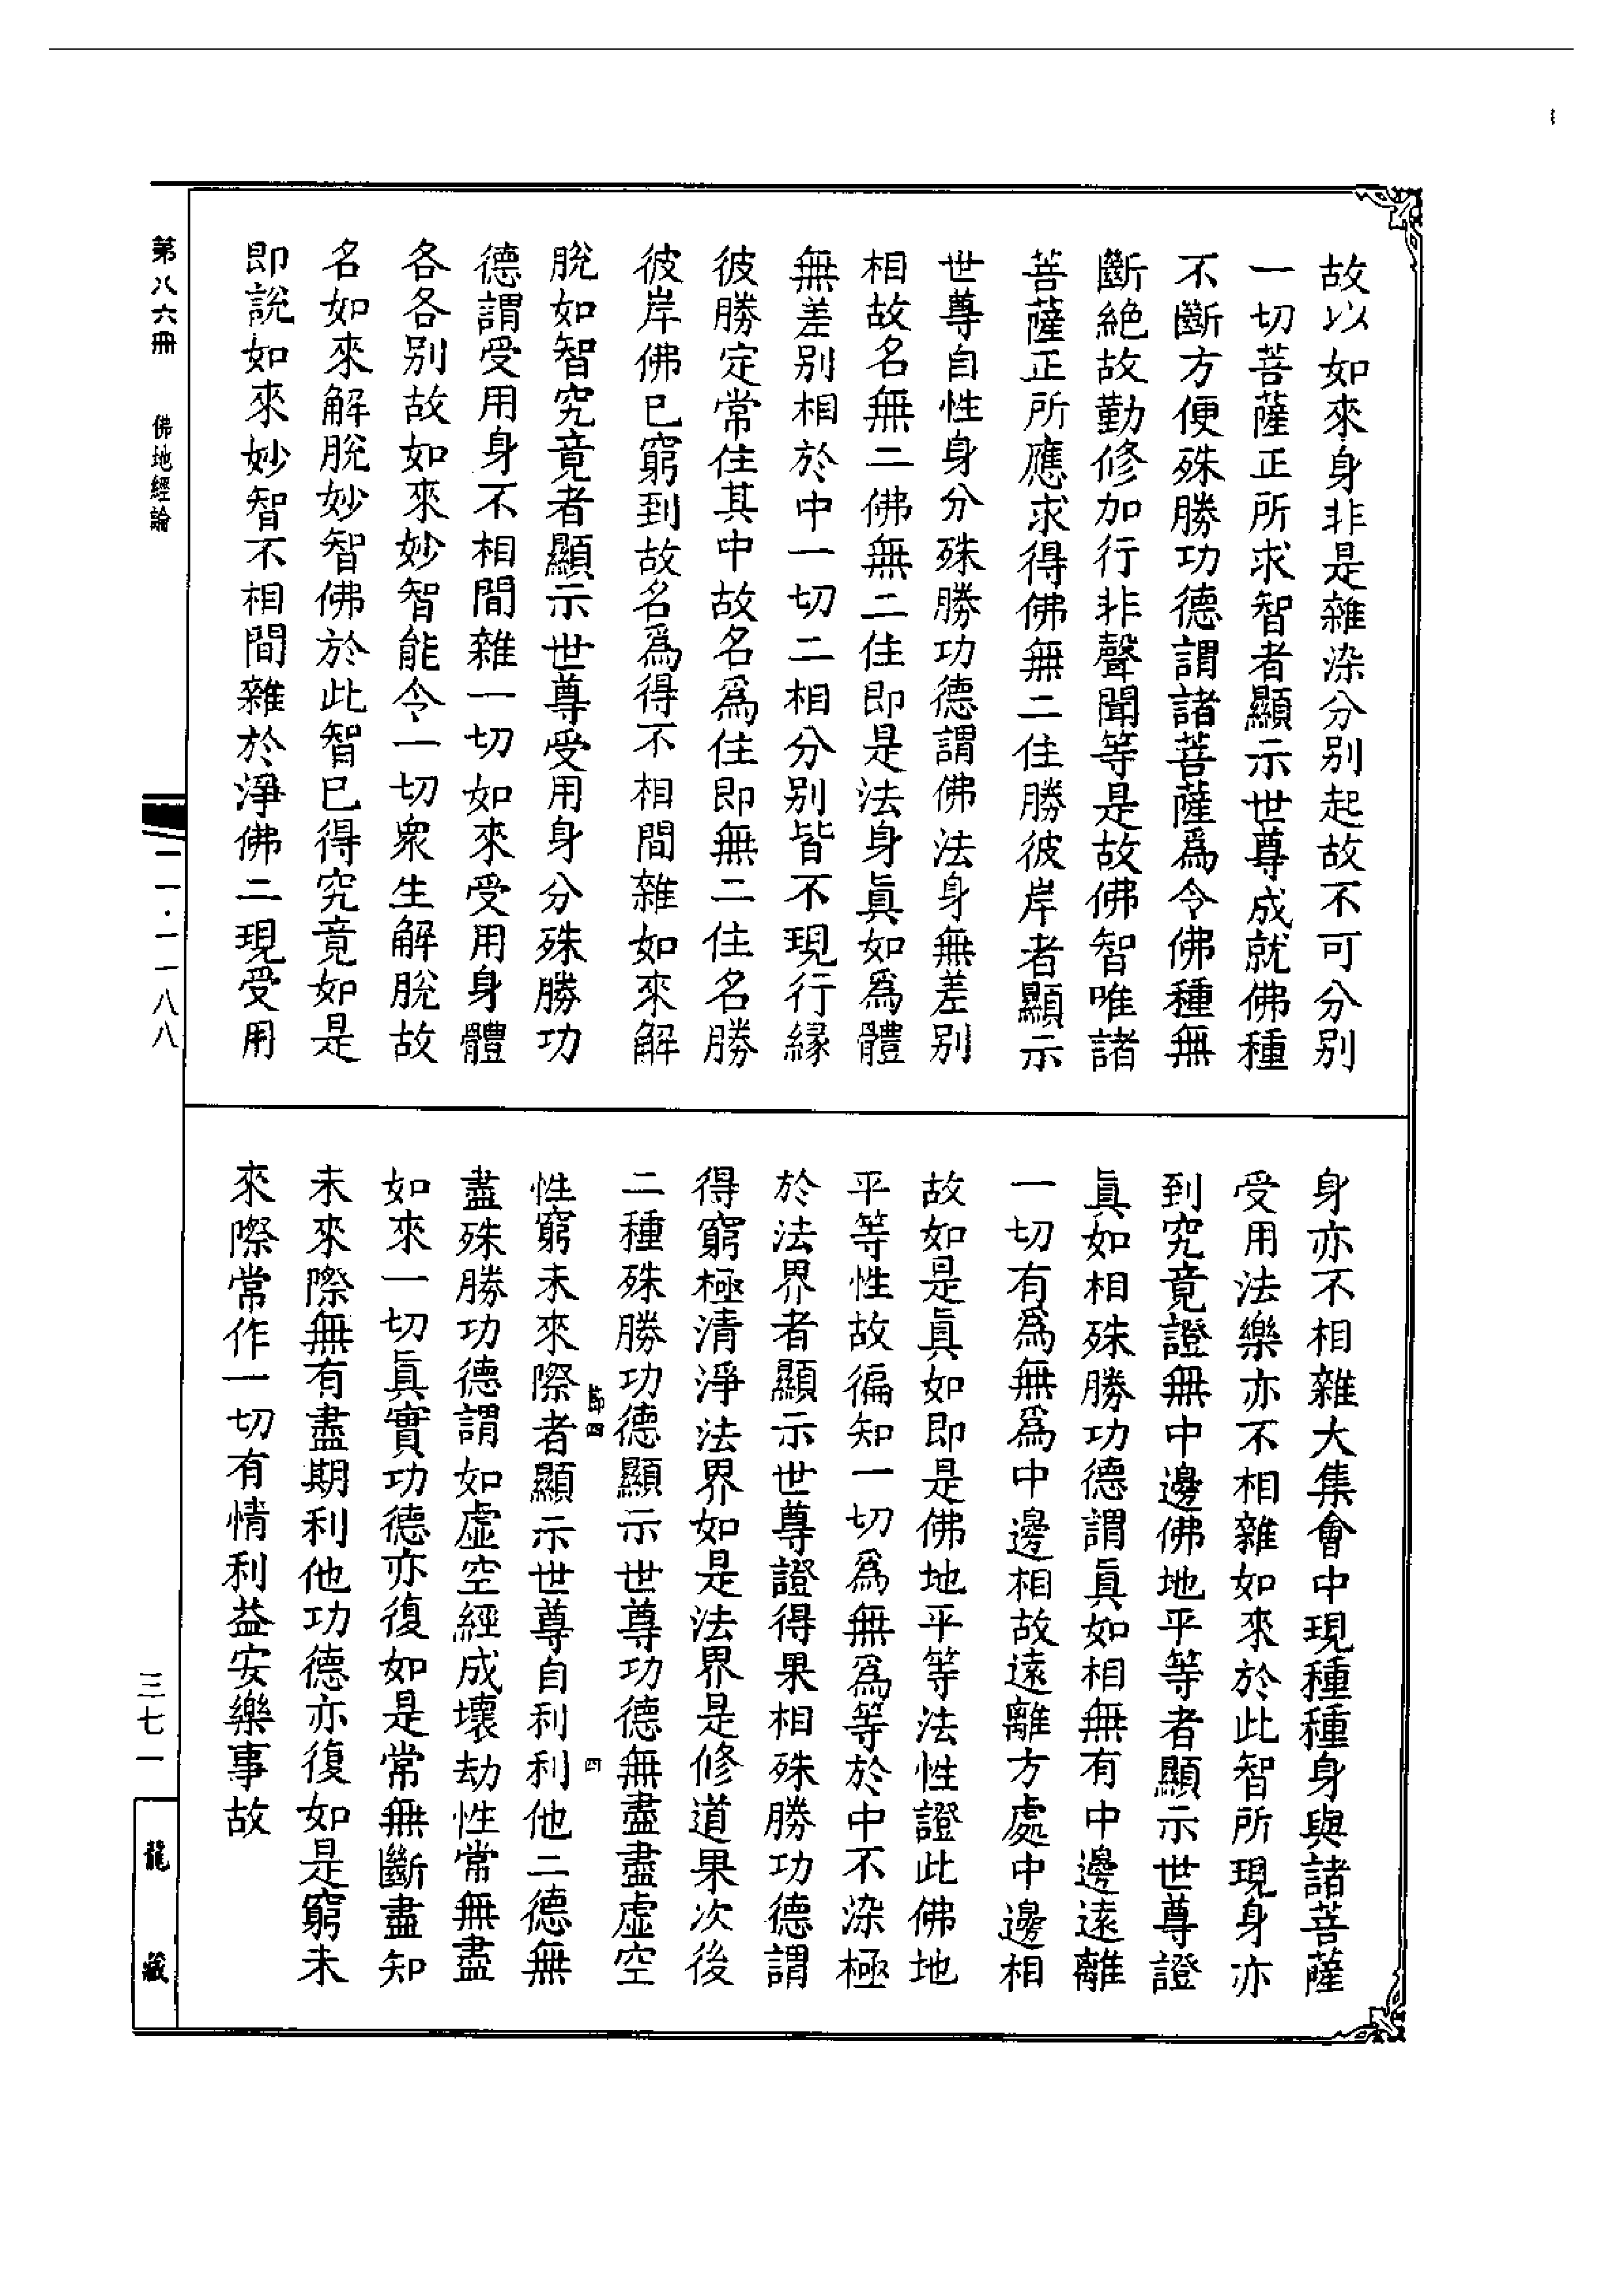 故以如來身非是雜染分別起故不可分別
一切菩薩正所求智者顯示世尊成就佛種
不斷方便殊勝功德謂諸菩薩爲令佛種無
斷絶故勤修加行非聲聞等是故佛智唯諸
菩薩正所應求得佛無二住勝彼岸者顯示
世尊自性身分殊勝功德謂佛法身無差別
相故名無二佛無二住即是法身眞如爲體
無差別相於中一切二相分別皆不現行緣
彼勝定常住其中故名爲住即無二住名勝
彼岸佛已窮到故名爲得不相間雜如來解
脫如智究竟者顯示世尊受用身分殊勝功
德謂受用身不相間雜一切如來受用身體
各各別故如來妙智能令一切衆生解脫故
名如來解脫妙智佛於此智已得究竟如是
即說如來妙智不相間雜於淨佛土現受用
身亦不相雜大集會中現種種身與諸菩薩
受用法樂亦不相雜如來於此智所現身亦
到究竟證無中邊佛地平等者顯示世尊證
眞如相殊勝功德謂眞如相無有中邊遠離
一切有爲無爲中邊相故遠離方處中邊相
故如是眞如即是佛地平等法性證此佛地
平等性故徧知一切爲無爲等於中不染極
於法界者顯示世尊證得果相殊勝功德謂
得窮極清淨法界如是法界是修道果次後
二種殊勝功德顯示世尊功德無盡盡虛空
性窮未來際者顯示世尊自利利他二德無
盡殊勝功德謂如虛空經成壞劫性常無盡
如來一切眞實功德亦復如是常無斷盡知
未來際無有盡期利他功德亦復如是窮未
來際常作一切有情利益安樂事故
節四
四
第八六冊 佛地經論
一一·一一八八
三七一
龍藏